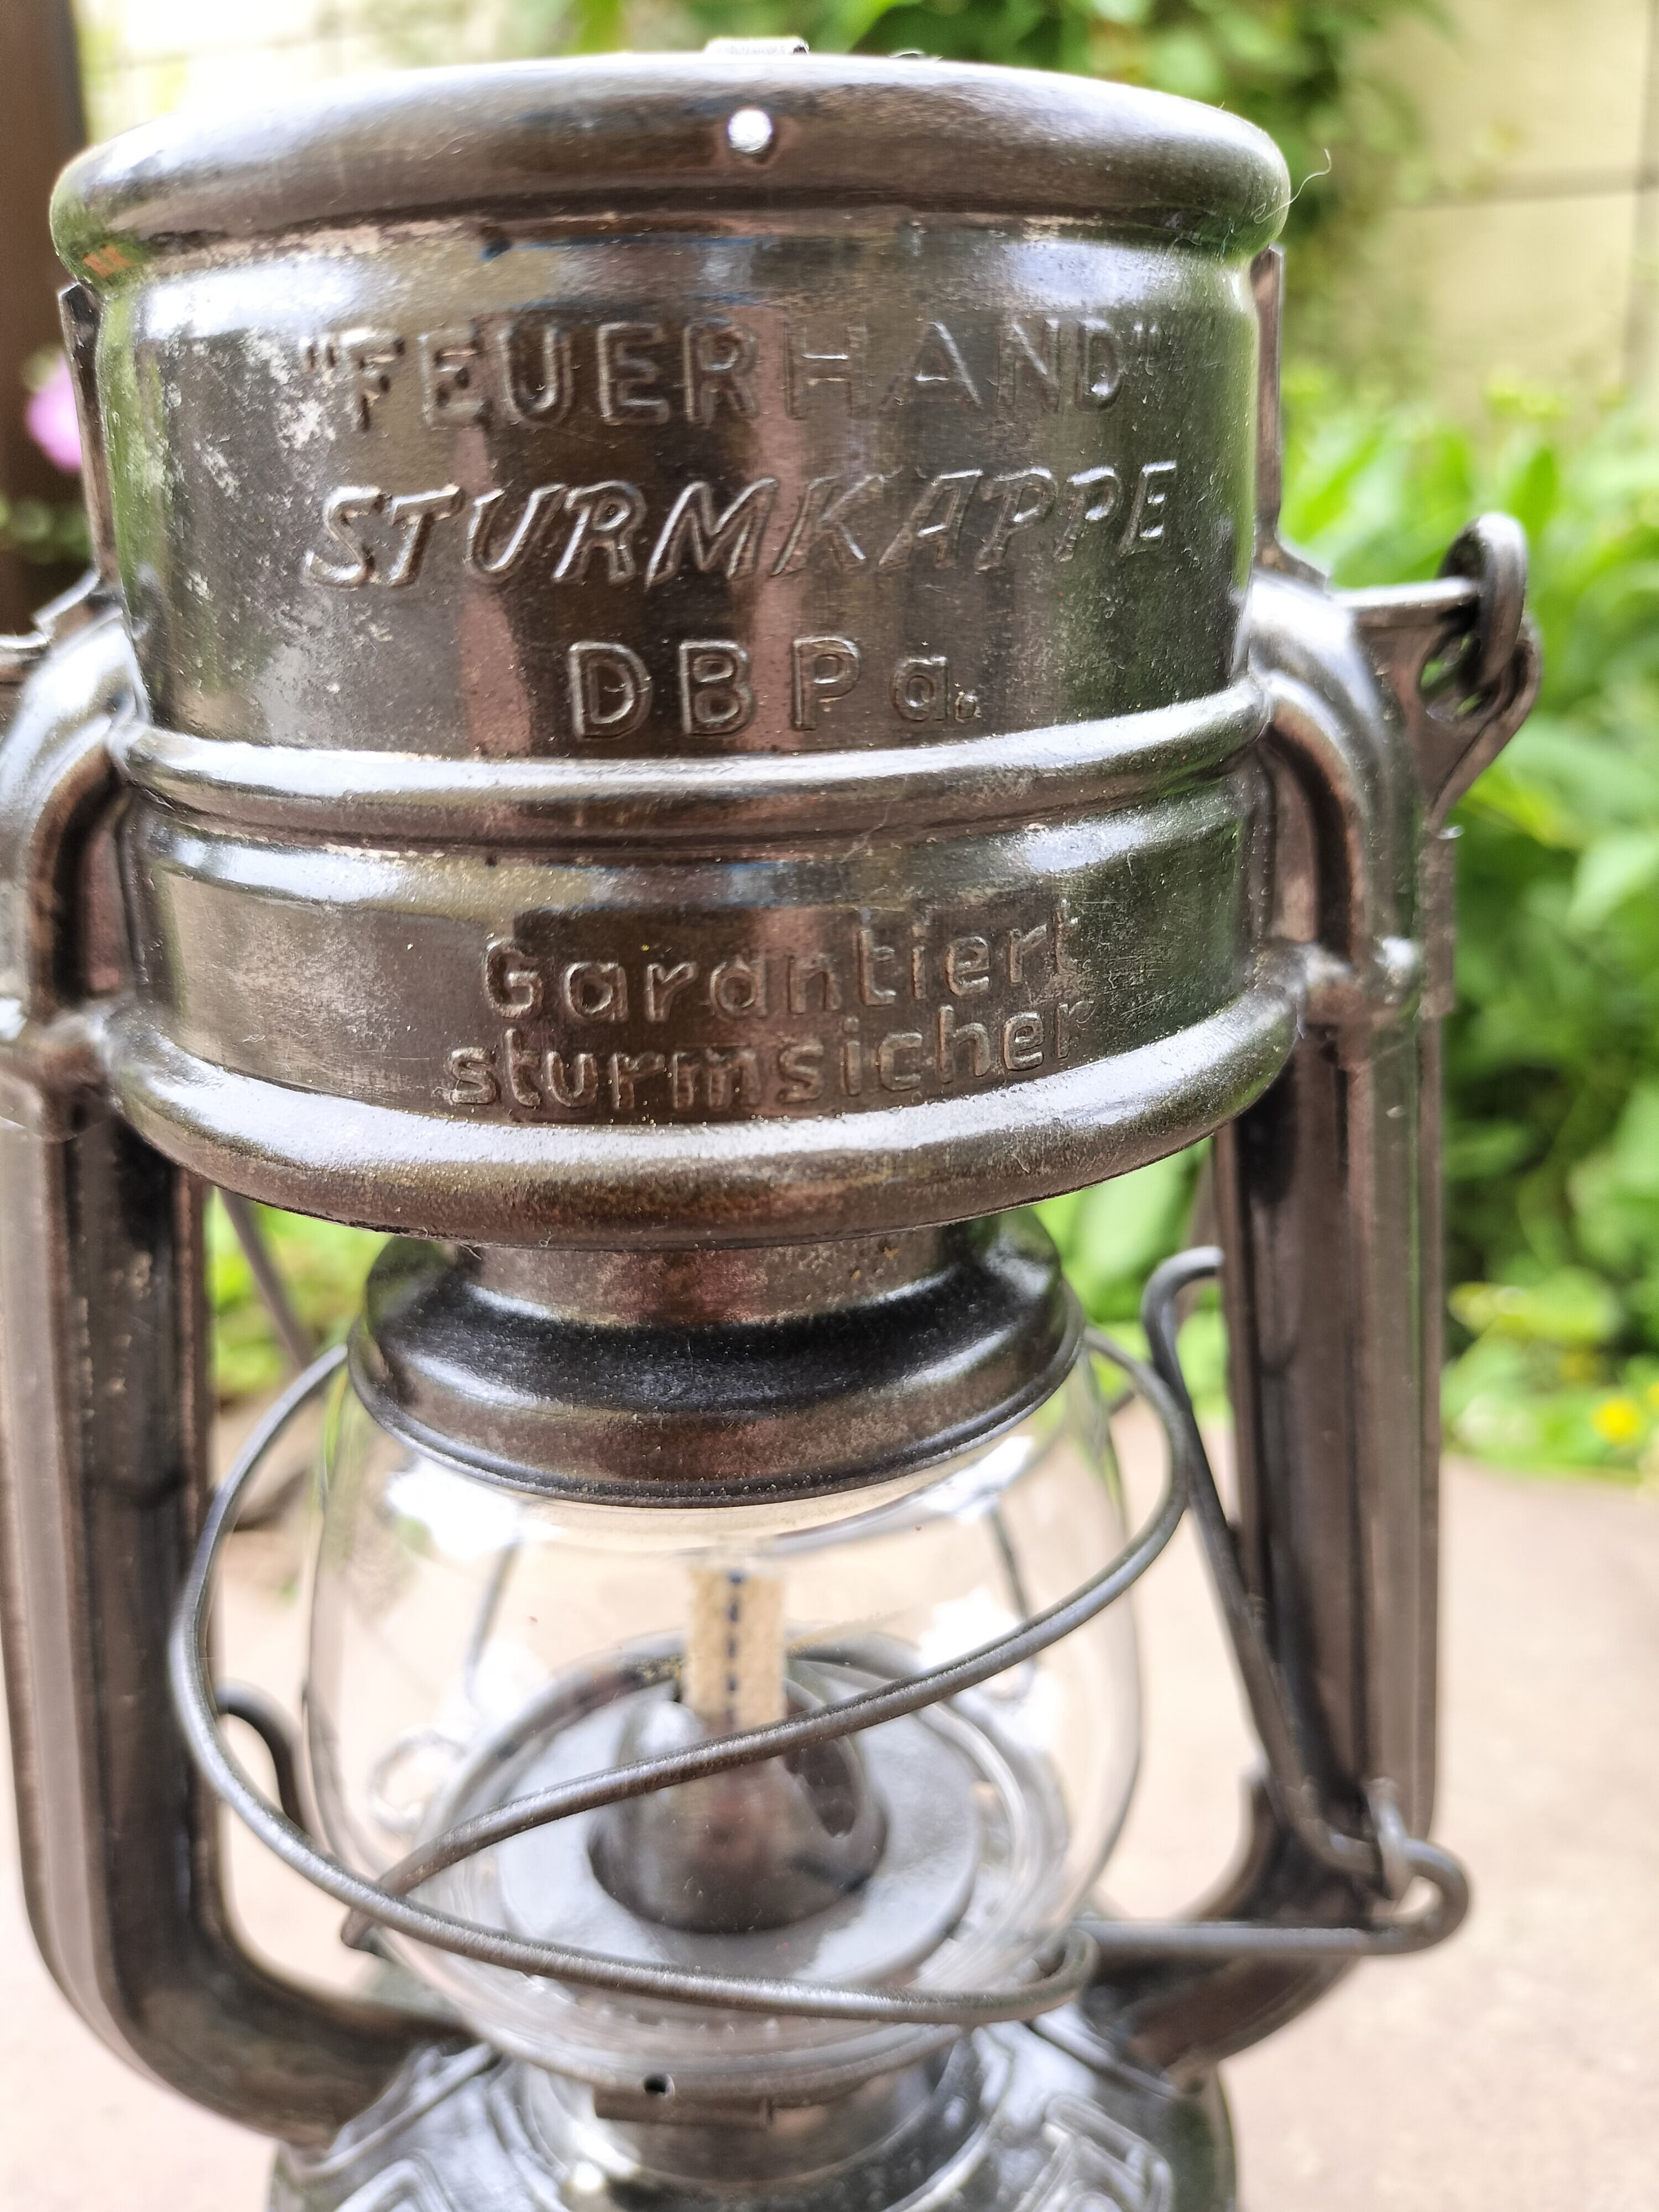 "FEUERHAND"
STURMKAPPE
DBPa.
Garantiert
sturmsicher